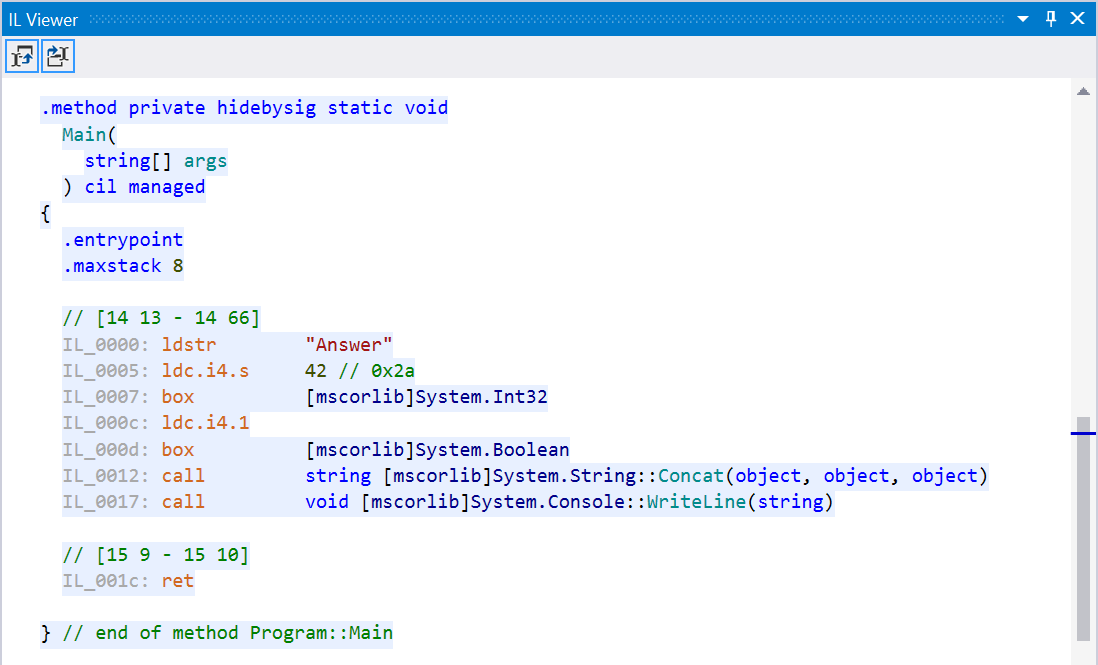 IL Viewer
.method private hidebysig static void
Main(
string[] args
) cil managed
{
.entrypoint
.maxstack 8
// [14 13 - 14 66]
IL_0000: ldstr "Answer"
IL_0005: ldc.i4.s 42 // 0x2a
IL_0007: box [mscorlib]System.Int32
IL_000c: ldc.i4.1
IL_000d: box [mscorlib]System.Boolean
IL_0012: call string [mscorlib]System.String::Concat(object, object, object)
IL_0017: call void [mscorlib]System.Console::WriteLine(string)
// [15 9 - 15 10]
IL_001c: ret
} // end of method Program::Main